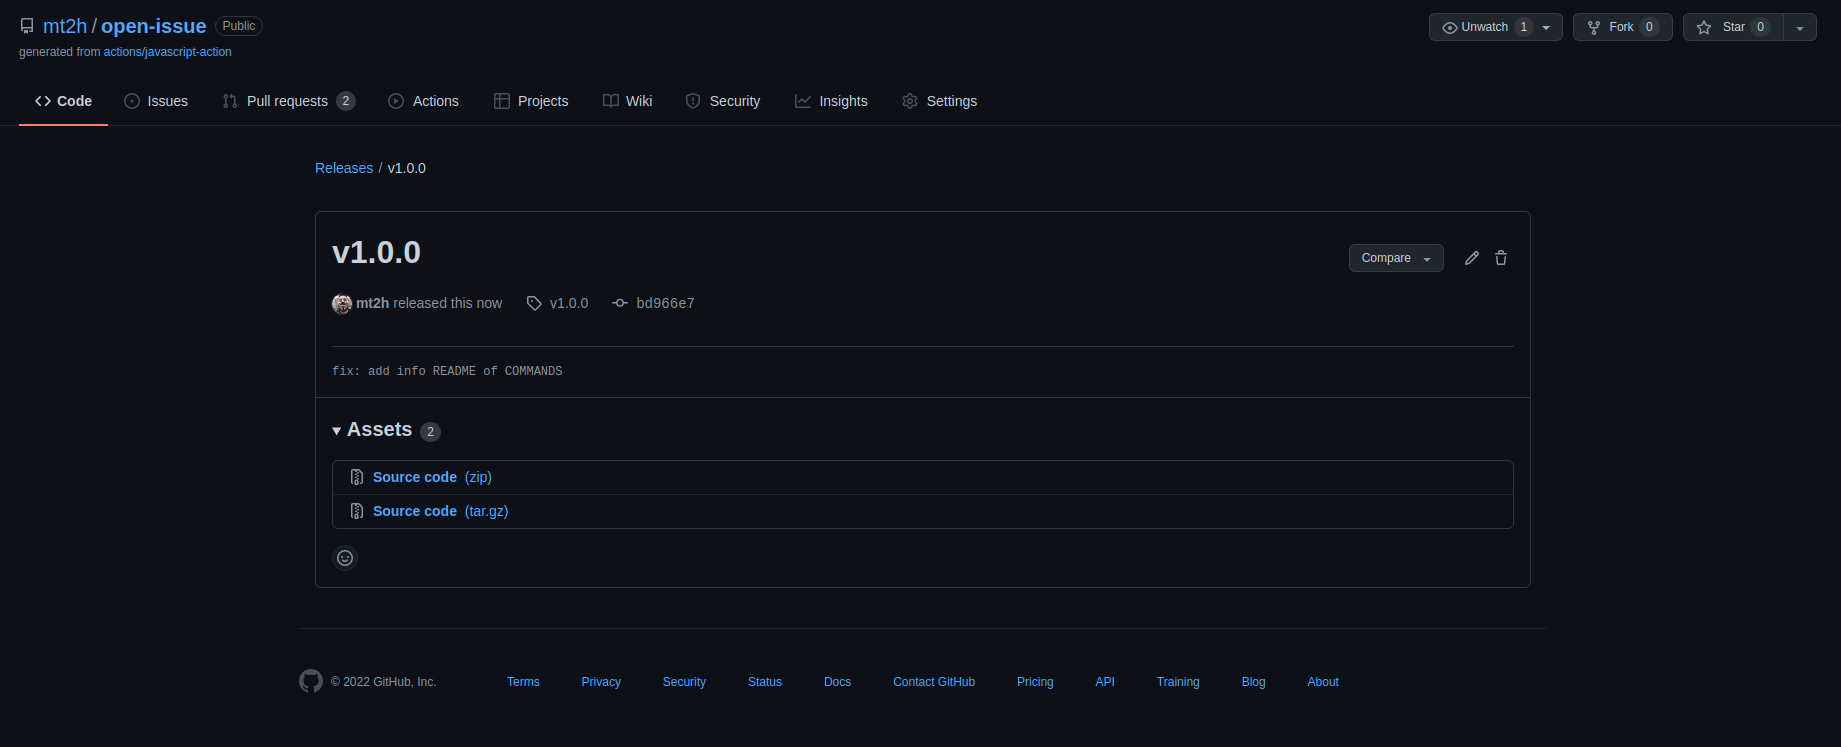 mt2h / open-issue Public Unwatch 1 Fork 0 Star 0
generated from actions/javascript-action
Code Issues Pull requests 2 Actions Projects Wiki Security Insights Settings
Releases / v1.0.0
v1.0.0
Compare
mt2h released this now v1.0.0 bd966e7
fix: add info README of COMMANDS
Assets 2
Source code (zip)
Source code (tar.gz)
© 2022 GitHub, Inc. Terms Privacy Security Status Docs Contact GitHub Pricing API Training Blog About